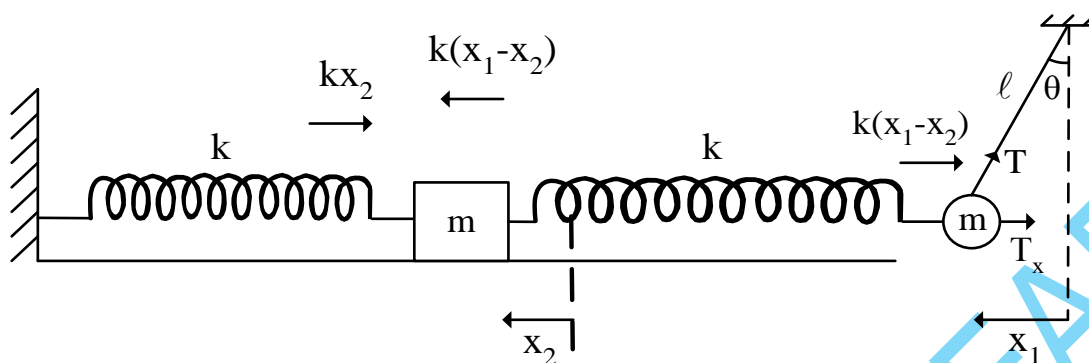 k(x₁-x₂)
kx₂
ℓ θ
k(x₁-x₂)
k k
T
m m
Tₓ
x₂ x₁